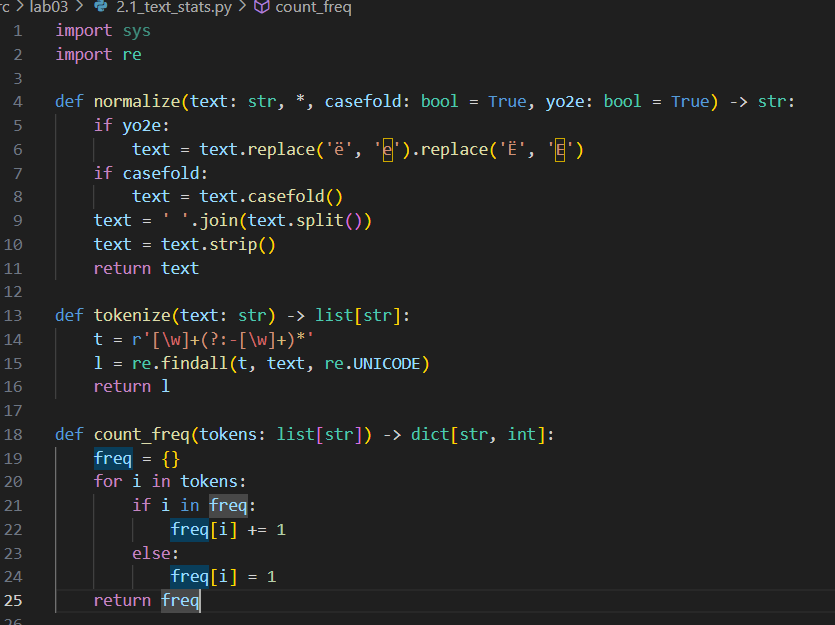 rc > lab03 > 2.1_text_stats.py > count_freq
1 import sys
2 import re
3
4 def normalize(text: str, *, casefold: bool = True, yo2e: bool = True) -> str:
5     if yo2e:
6         text = text.replace('ё', 'е').replace('Ё', 'Е')
7     if casefold:
8         text = text.casefold()
9     text = ' '.join(text.split())
10     text = text.strip()
11     return text
12
13 def tokenize(text: str) -> list[str]:
14     t = r'[\w]+(?:-[\w]+)*'
15     l = re.findall(t, text, re.UNICODE)
16     return l
17
18 def count_freq(tokens: list[str]) -> dict[str, int]:
19     freq = {}
20     for i in tokens:
21         if i in freq:
22             freq[i] += 1
23         else:
24             freq[i] = 1
25     return freq
26